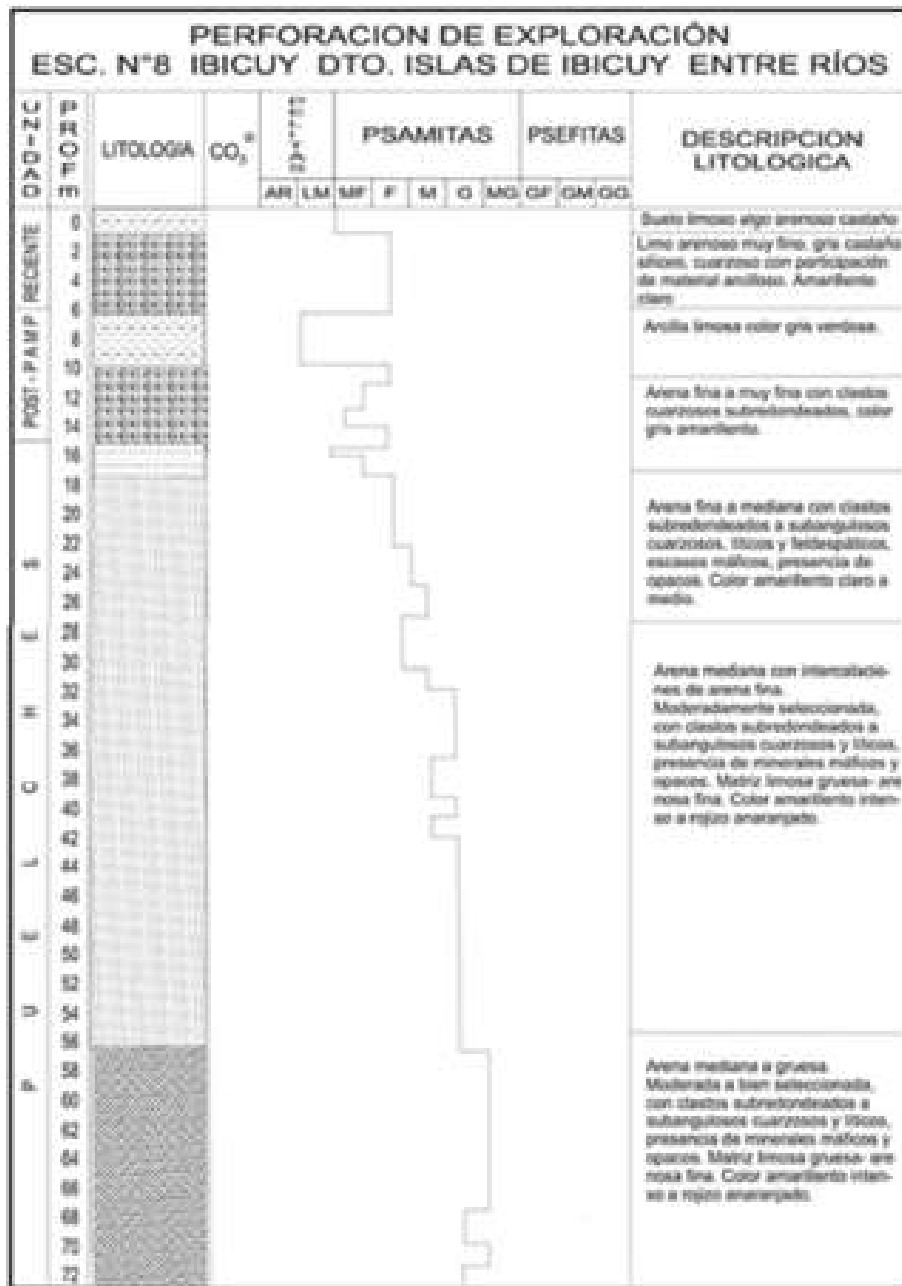 PERFORACION DE EXPLORACIÓN
ESC. N°8 IBICUY DTO. ISLAS DE IBICUY ENTRE RÍOS
UNIDAD
PROF m
LITOLOGIA
CO₃⁼
PELITAS
PSAMITAS
PSEFITAS
DESCRIPCION
LITOLOGICA
AR LM MF F M G MG GF GM GG
RECIENTE
POST - PAMP
PUELCHES
0
2
4
6
8
10
12
14
16
18
20
22
24
26
28
30
32
34
36
38
40
42
44
46
48
50
52
54
56
58
60
62
64
66
68
70
72
Suelo limoso algo arenoso castaño
Limo arenoso muy fino, gris castaño
silíceo, cuarzoso con participación
de material arcilloso. Amarillento
claro
Arcilla limosa color gris verdosa.
Arena fina a muy fina con clastos
cuarzosos subredondeados, color
gris amarillento.
Arena fina a mediana con clastos
subredondeados a subangulosos
cuarzosos, líticos y feldespáticos,
escasos máficos, presencia de
opacos. Color amarillento claro a
medio.
Arena mediana con intercalacio-
nes de arena fina.
Moderadamente seleccionada,
con clastos subredondeados a
subangulosos cuarzosos y líticos,
presencia de minerales máficos y
opacos. Matriz limosa gruesa- are
nosa fina. Color amarillento inten-
so a rojizo anaranjado.
Arena mediana a gruesa.
Moderada a bien seleccionada,
con clastos subredondeados a
subangulosos cuarzosos y líticos,
presencia de minerales máficos y
opacos. Matriz limosa gruesa- are
nosa fina. Color amarillento inten-
so a rojizo anaranjado.